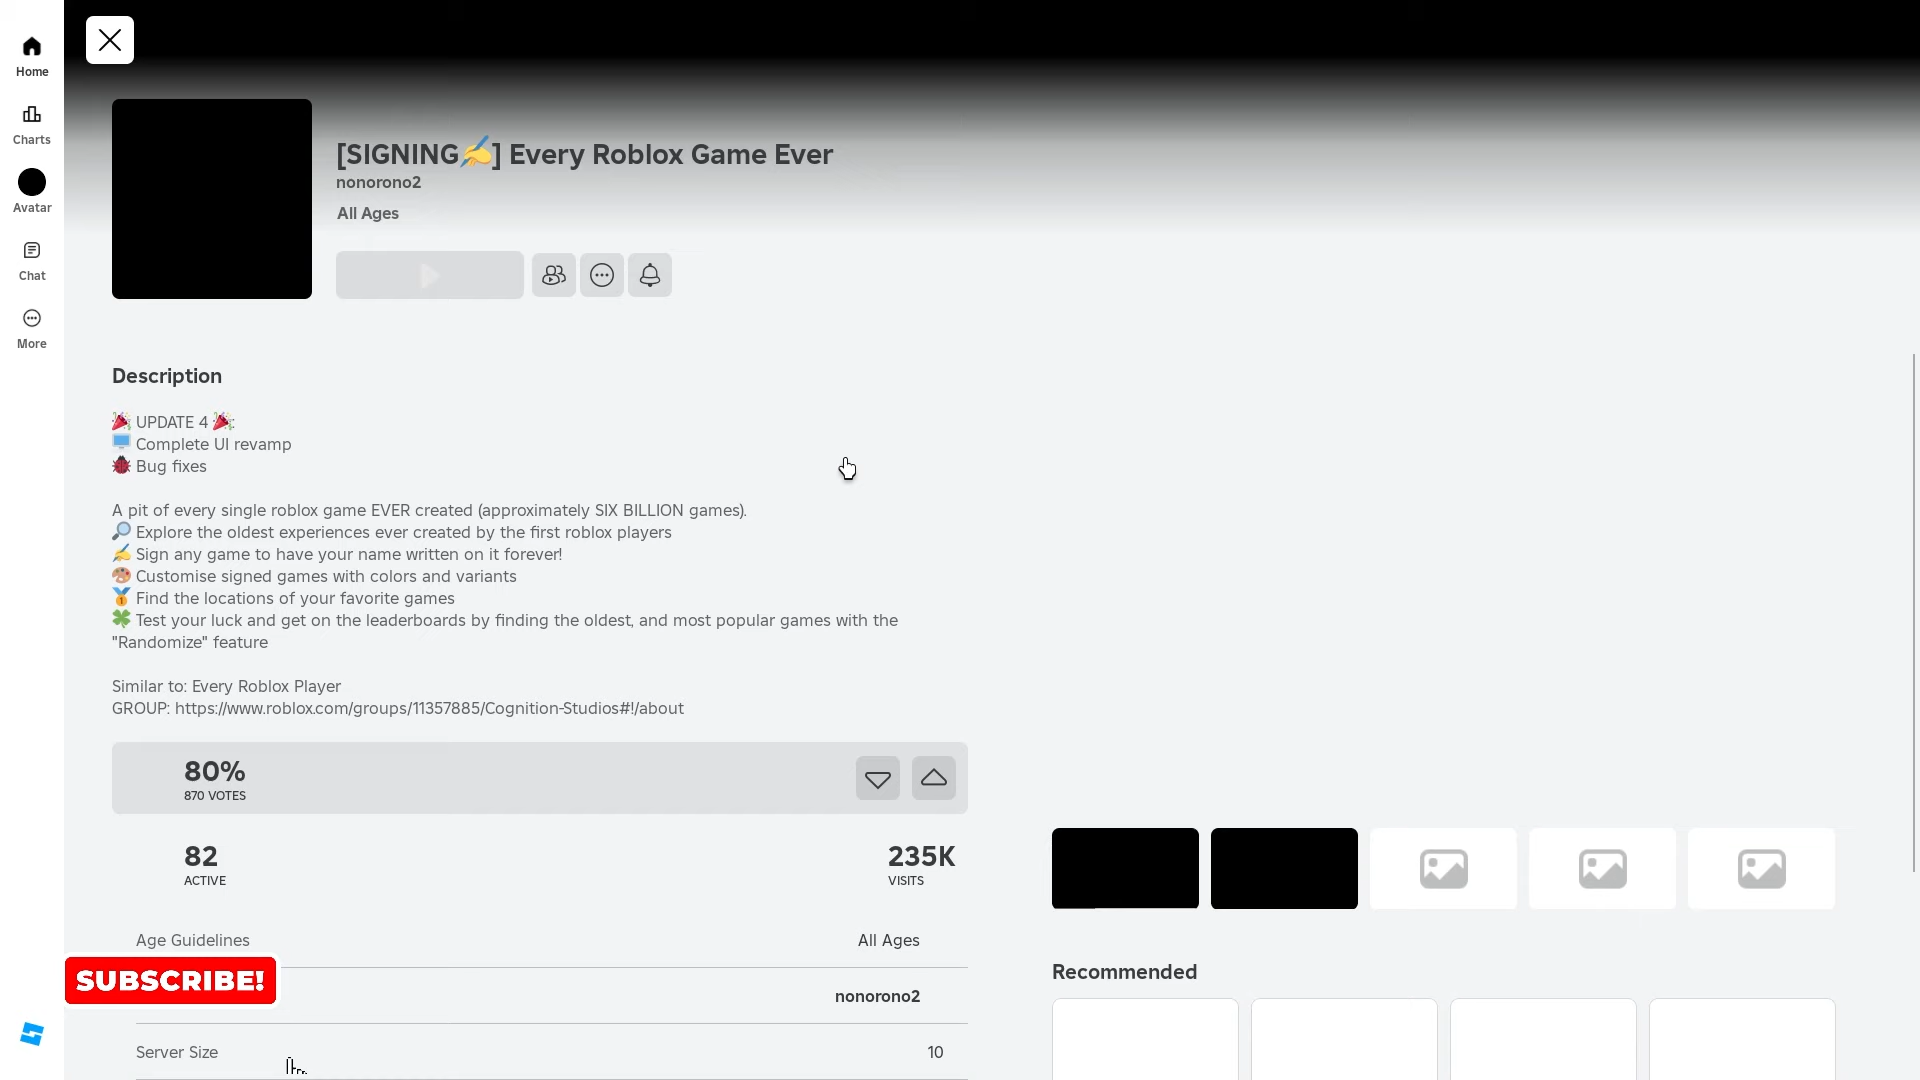 Home
Charts
Avatar
Chat
More
[SIGNING✍️] Every Roblox Game Ever
nonorono2
All Ages
Description
🎉 UPDATE 4 🎉
🖥️ Complete UI revamp
🐞 Bug fixes
A pit of every single roblox game EVER created (approximately SIX BILLION games).
🔎 Explore the oldest experiences ever created by the first roblox players
✍️ Sign any game to have your name written on it forever!
🎨 Customise signed games with colors and variants
🥇 Find the locations of your favorite games
🍀 Test your luck and get on the leaderboards by finding the oldest, and most popular games with the
"Randomize" feature
Similar to: Every Roblox Player
GROUP: https://www.roblox.com/groups/11357885/Cognition-Studios#!/about
80%
870 VOTES
82
ACTIVE
235K
VISITS
Age Guidelines
All Ages
SUBSCRIBE!
nonorono2
Server Size
10
Recommended